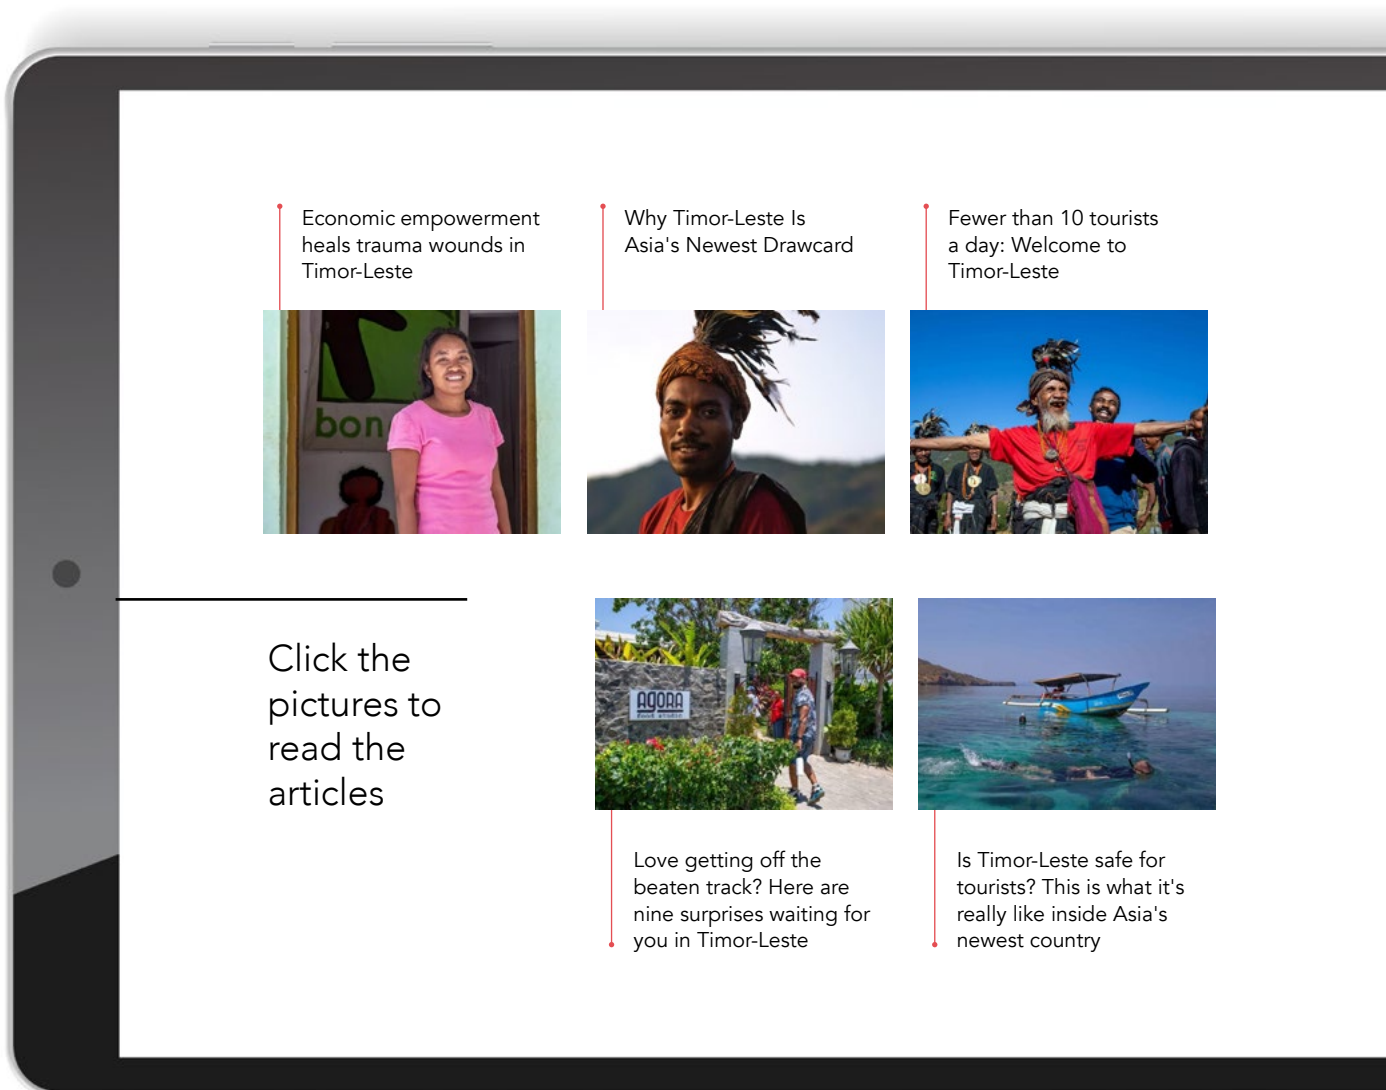 Economic empowerment
heals trauma wounds in
Timor-Leste
Why Timor-Leste Is
Asia's Newest Drawcard
Fewer than 10 tourists
a day: Welcome to
Timor-Leste
bon
Click the
pictures to
read the
articles
AGORA
FOOD STUDIO
Love getting off the
beaten track? Here are
nine surprises waiting for
you in Timor-Leste
Is Timor-Leste safe for
tourists? This is what it's
really like inside Asia's
newest country